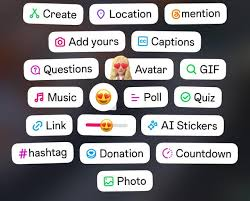 Create Location @mention
Add yours CC Captions
Questions Avatar GIF
Music Poll Quiz
Link AI Stickers
#hashtag Donation Countdown
Photo